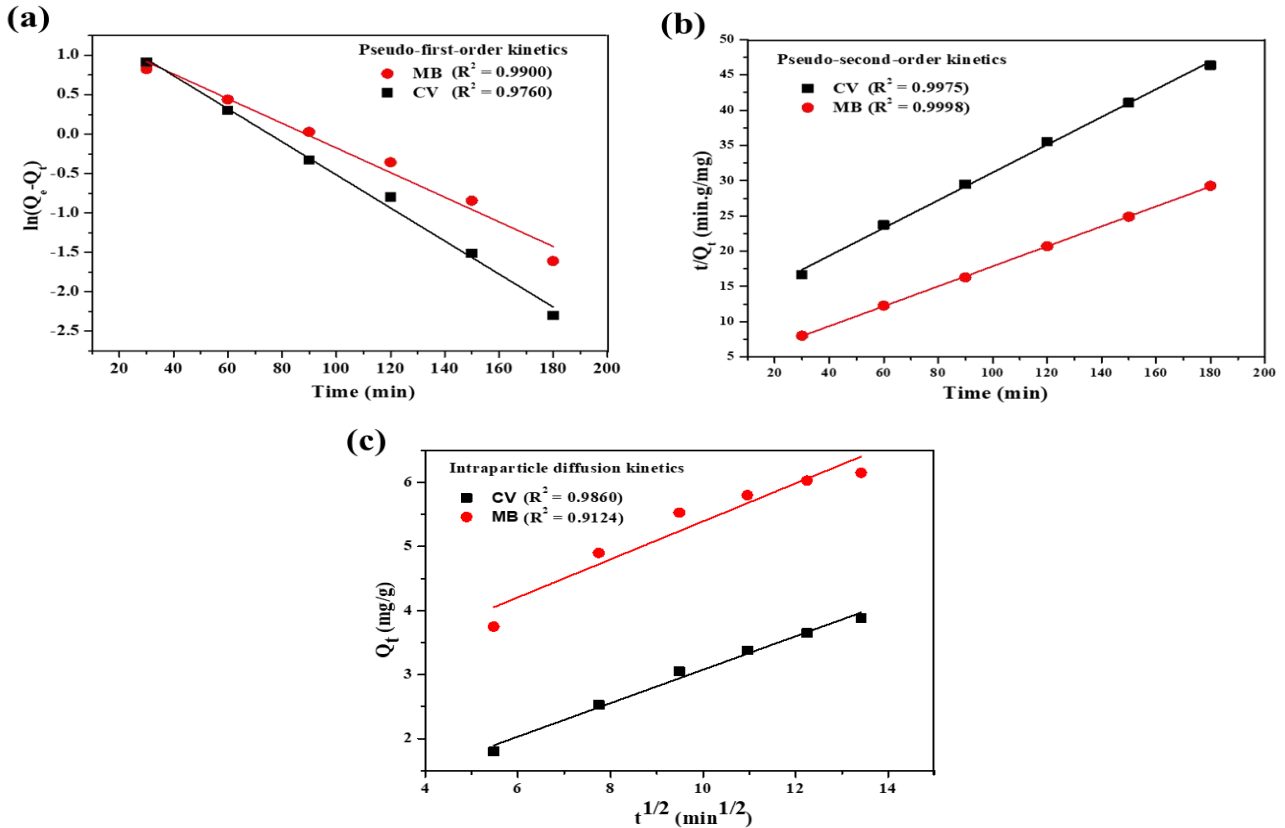 (a)
Pseudo-first-order kinetics
MB (R² = 0.9900)
CV (R² = 0.9760)
1.0
0.5
0.0
-0.5
-1.0
-1.5
-2.0
-2.5
ln(Qₑ-Qₜ)
20 40 60 80 100 120 140 160 180 200
Time (min)
(b)
Pseudo-second-order kinetics
CV (R² = 0.9975)
MB (R² = 0.9998)
50
45
40
35
30
25
20
15
10
5
t/Qₜ (min.g/mg)
20 40 60 80 100 120 140 160 180 200
Time (min)
(c)
Intraparticle diffusion kinetics
CV (R² = 0.9860)
MB (R² = 0.9124)
6
5
4
3
2
Qₜ (mg/g)
4 6 8 10 12 14
t^1/2 (min^1/2)